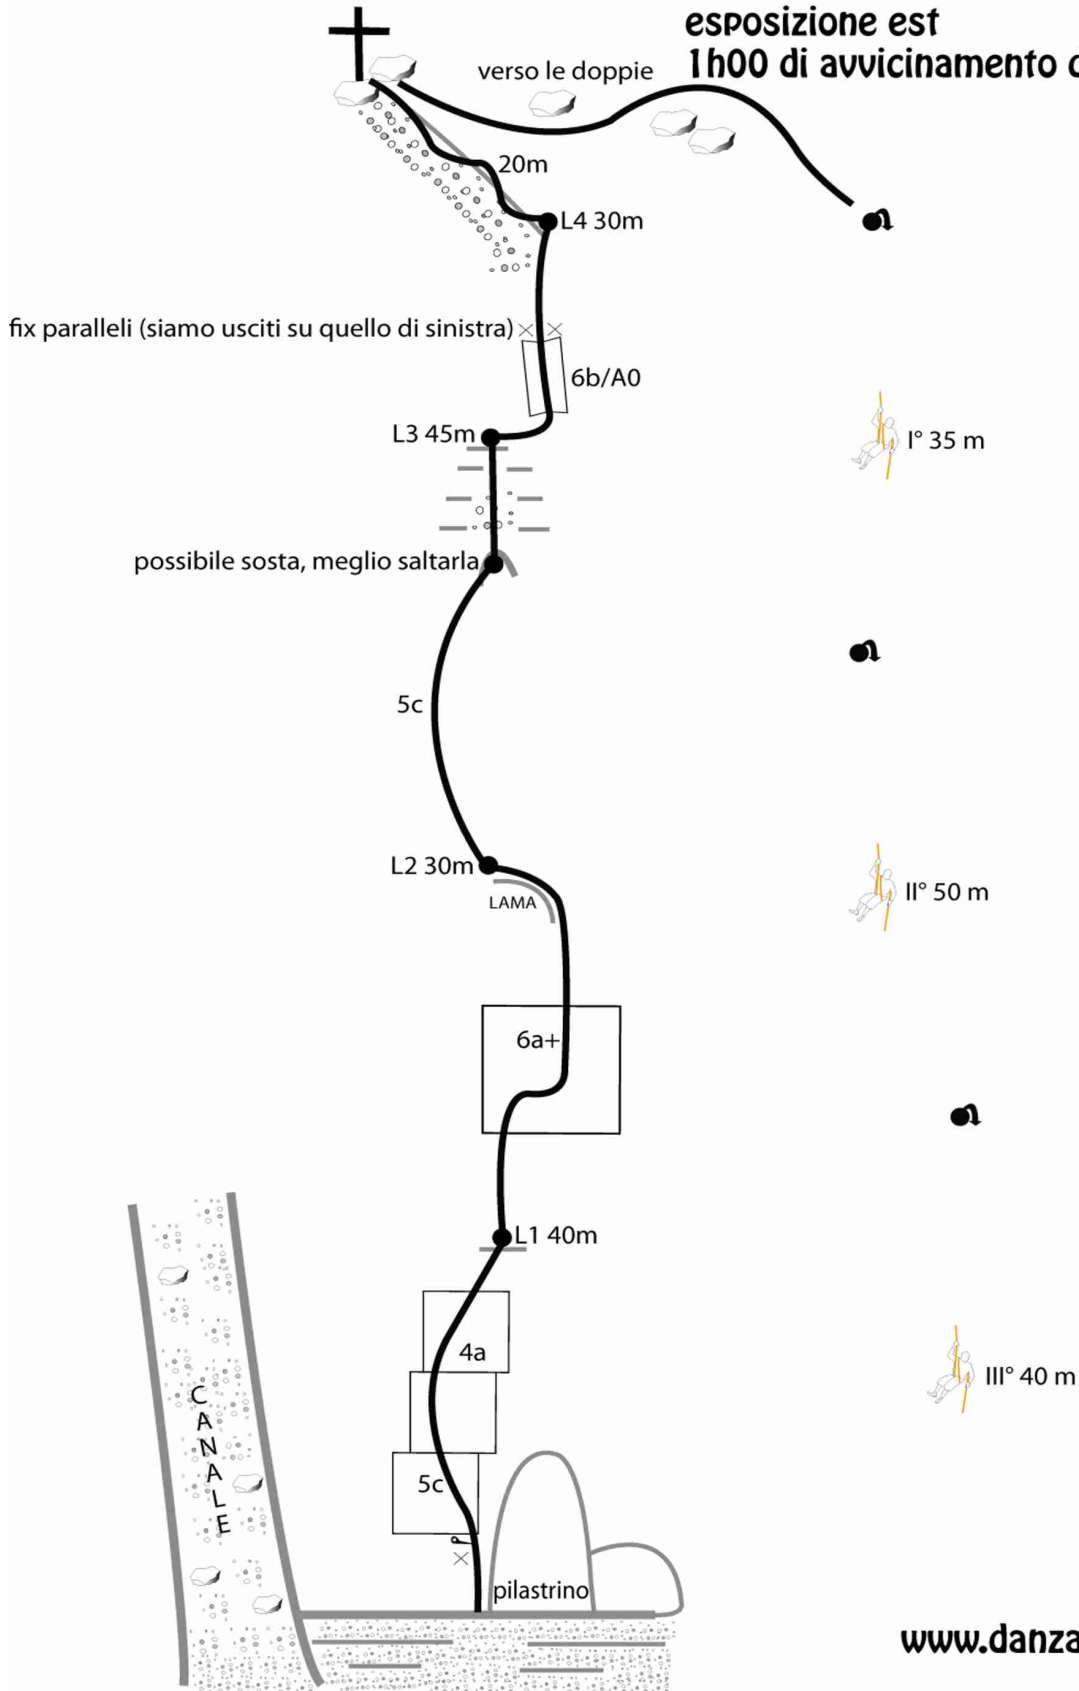 esposizione est
1h00 di avvicinamento
verso le doppie
20m
L4 30m
fix paralleli (siamo usciti su quello di sinistra)
6b/A0
L3 45m
I° 35 m
possibile sosta, meglio saltarla
5c
L2 30m
II° 50 m
LAMA
6a+
L1 40m
4a
III° 40 m
CANALE
5c
pilastrino
www.danza